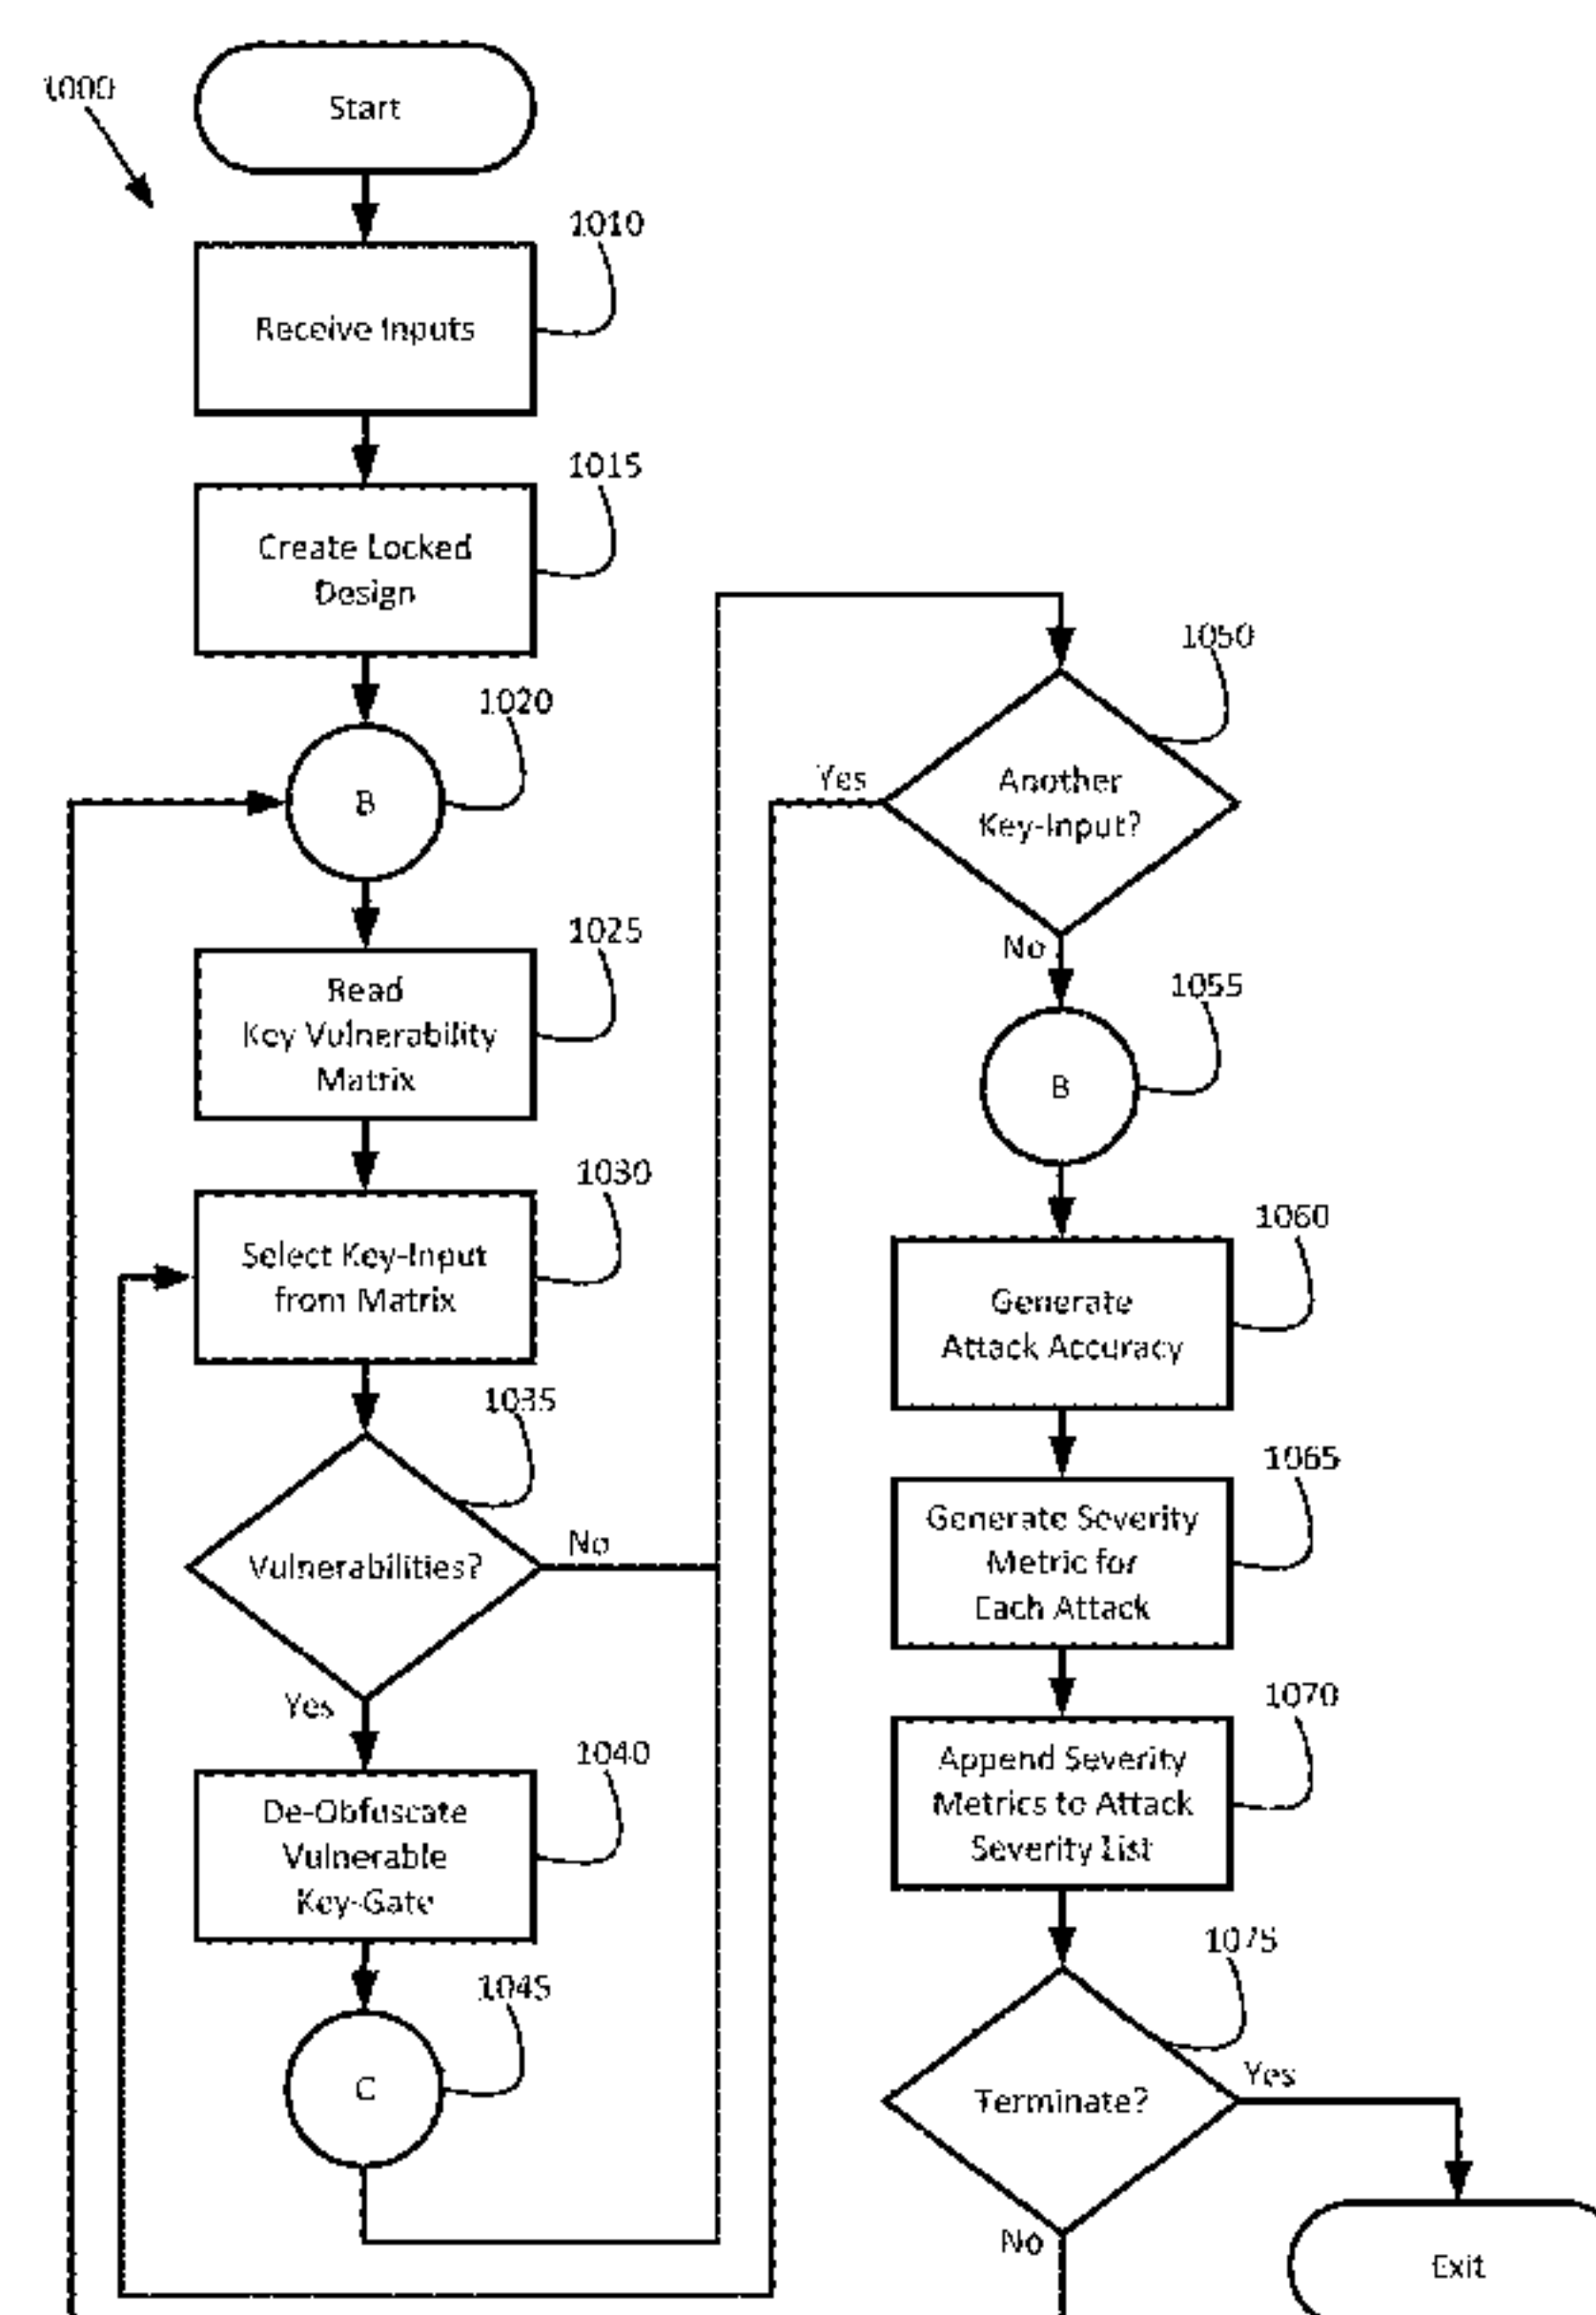 1000
Start
1010
Receive Inputs
1015
Create Locked
Design
1020
B
1025
Read
Key Vulnerability
Matrix
1030
Select Key-Input
from Matrix
1035
Vulnerabilities?
No
Yes
1040
De-Obfuscate
Vulnerable
Key-Gate
1045
C
1050
Another
Key-Input?
Yes
No
1055
B
1060
Generate
Attack Accuracy
1065
Generate Severity
Metric for
Each Attack
1070
Append Severity
Metrics to Attack
Severity List
1075
Terminate?
Yes
No
Exit